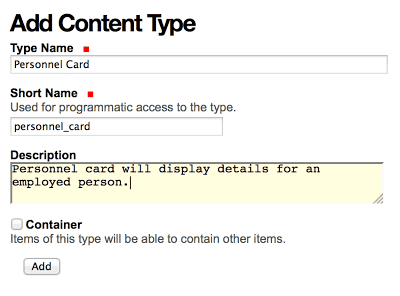 Add Content Type
Type Name
Personnel Card
Short Name
Used for programmatic access to the type.
personnel_card
Description
Personnel card will display details for an
employed person.
Container
Items of this type will be able to contain other items.
Add